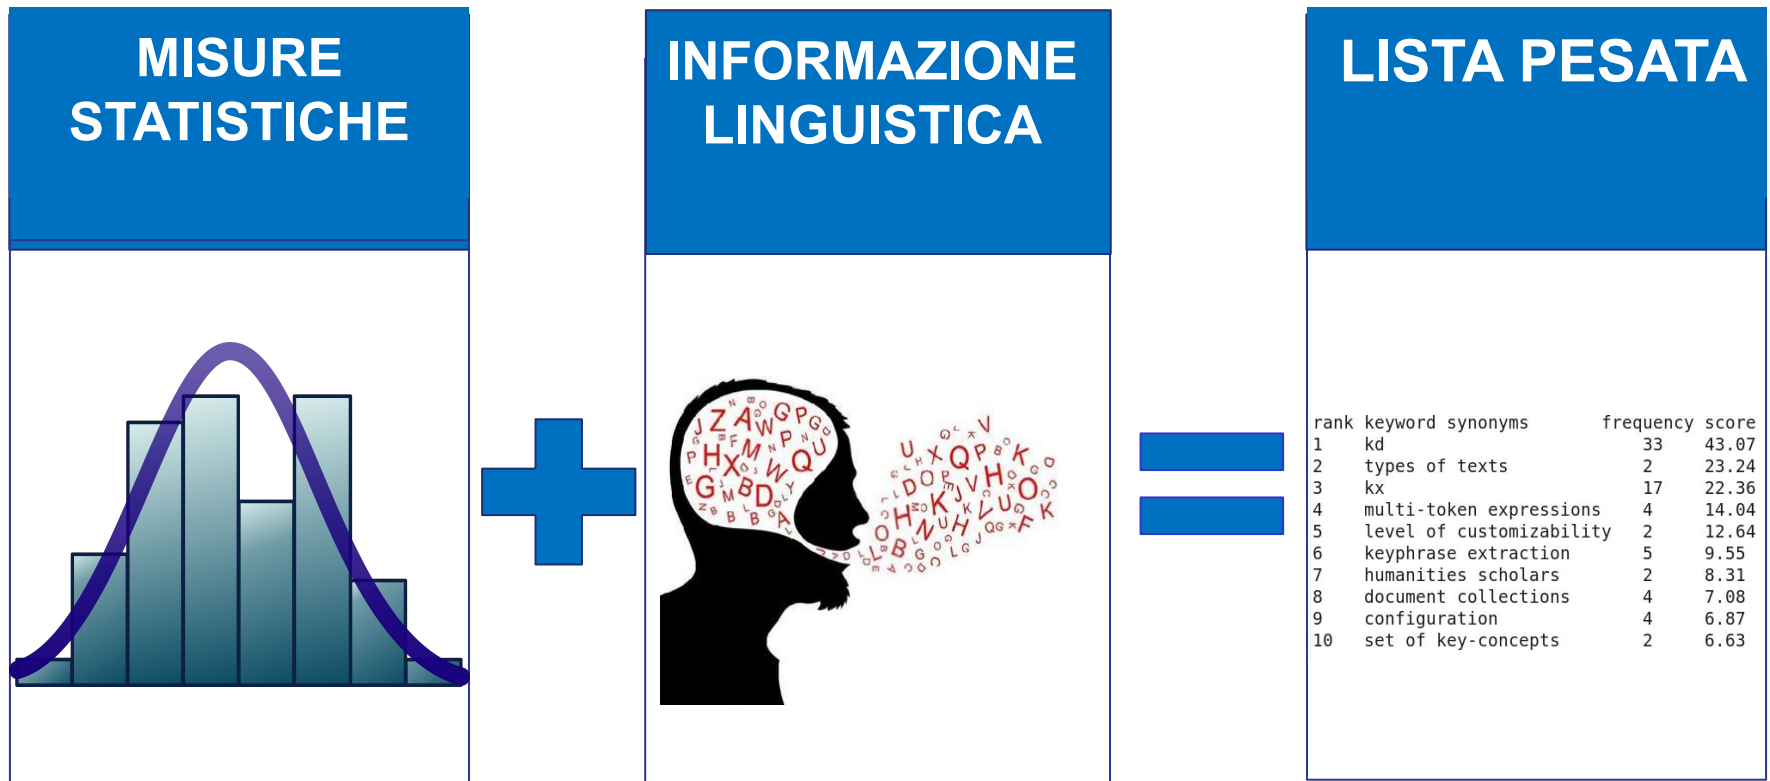 MISURE
STATISTICHE
INFORMAZIONE
LINGUISTICA
LISTA PESATA
rank keyword synonyms frequency score
1 kd 33 43.07
2 types of texts 2 23.24
3 kx 17 22.36
4 multi-token expressions 4 14.04
5 level of customizability 2 12.64
6 keyphrase extraction 5 9.55
7 humanities scholars 2 8.31
8 document collections 4 7.08
9 configuration 4 6.87
10 set of key-concepts 2 6.63